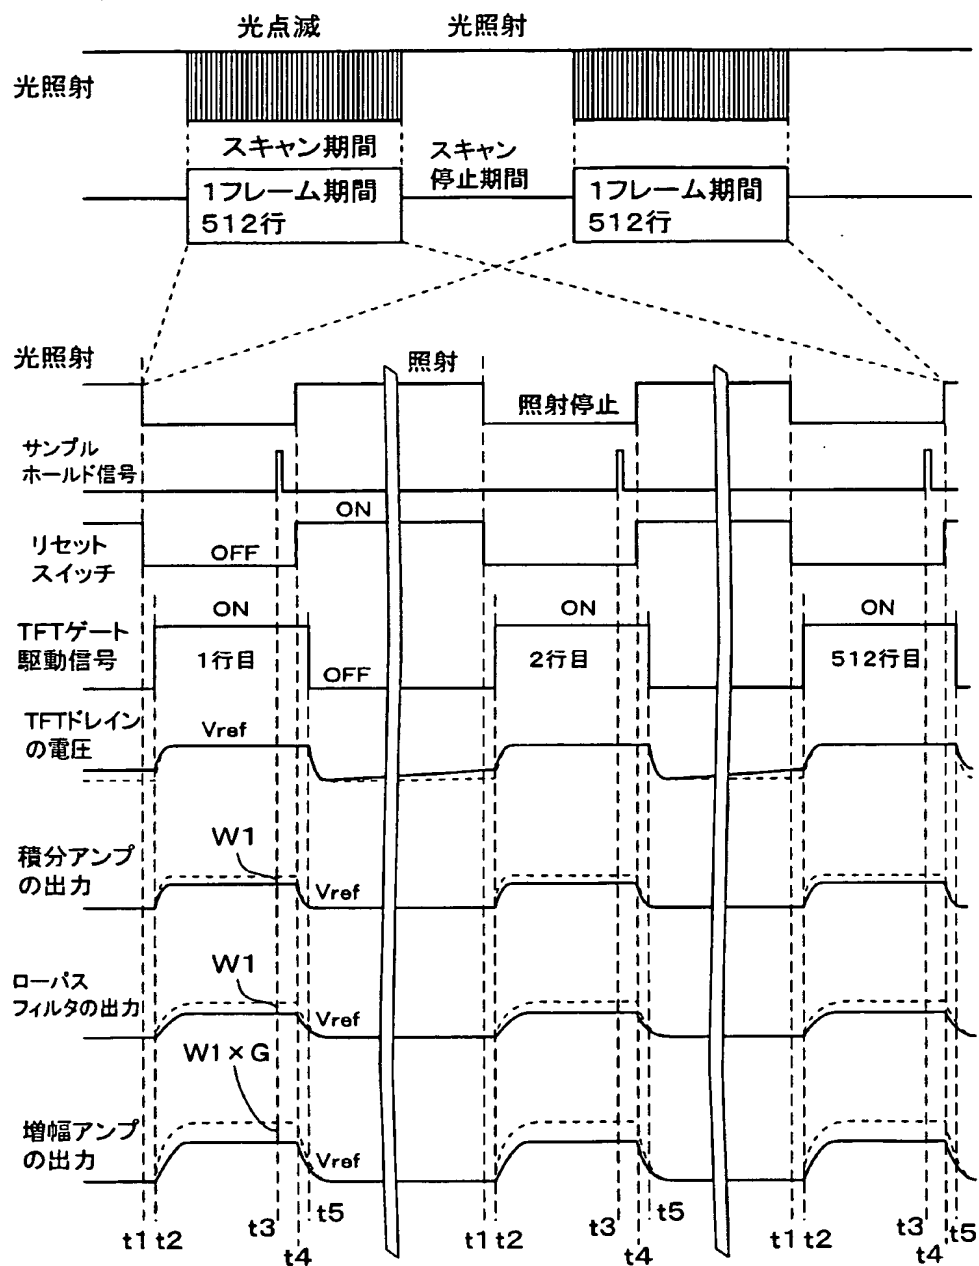 光点滅
光照射
光照射
スキャン期間
スキャン
停止期間
1フレーム期間
512行
1フレーム期間
512行
光照射
照射
照射停止
サンプル
ホールド信号
ON
リセット
スイッチ
OFF
ON
ON
ON
TFTゲート
駆動信号
1行目
OFF
2行目
512行目
TFTドレイン
の電圧
Vref
W1
積分アンプ
の出力
Vref
W1
ローパス
フィルタの出力
Vref
W1×G
増幅アンプ
の出力
Vref
t1 t2 t3 t4 t5
t1 t2 t3 t4 t5
t1 t2 t3 t4 t5